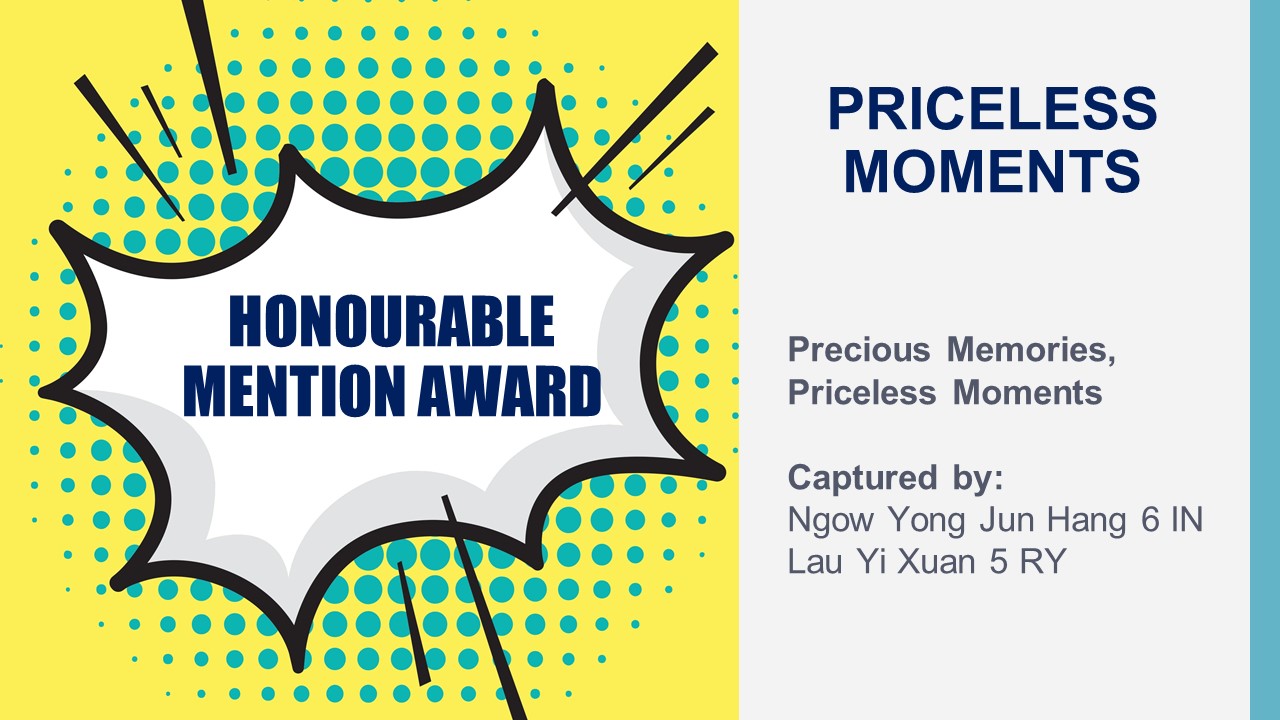 HONOURABLE
MENTION AWARD
PRICELESS
MOMENTS
Precious Memories,
Priceless Moments
Captured by:
Ngow Yong Jun Hang 6 IN
Lau Yi Xuan 5 RY